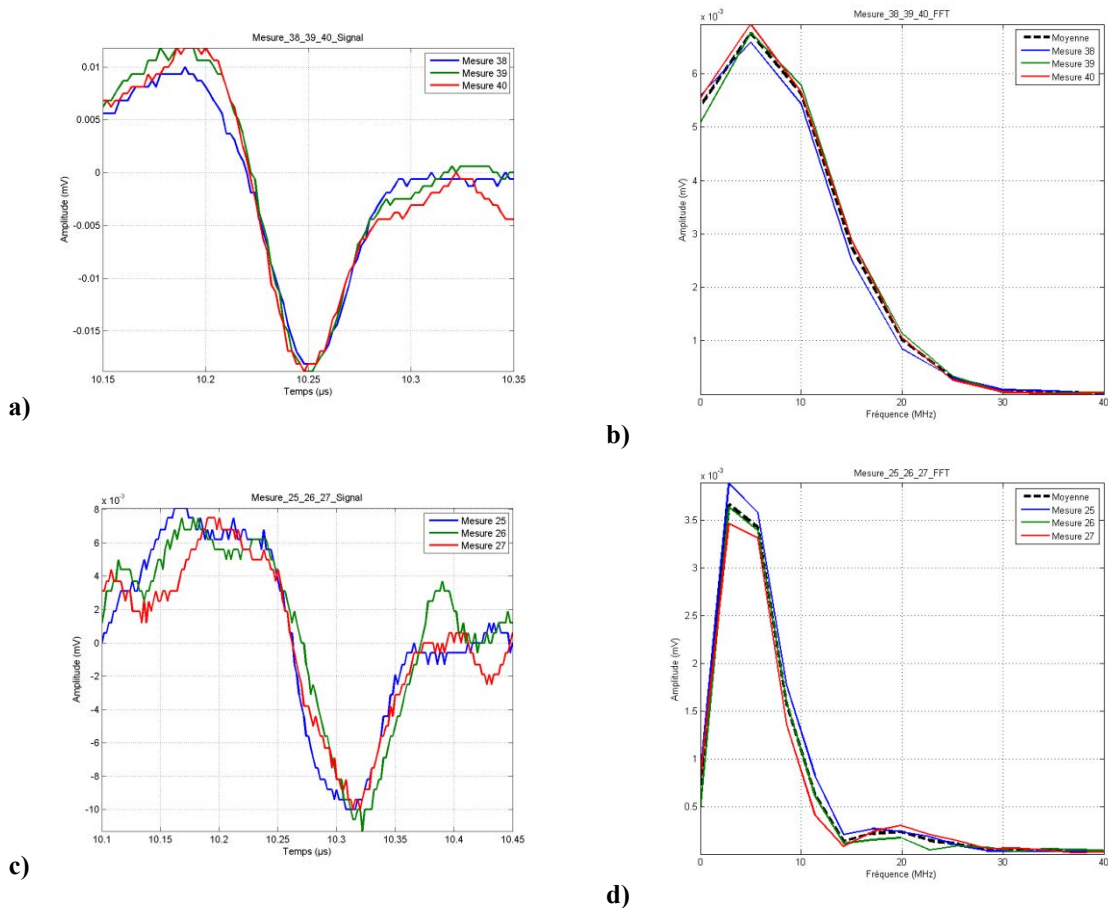 Mesure_38_39_40_Signal
Mesure 38
Mesure 39
Mesure 40
0.01
0.005
0
-0.005
-0.01
-0.015
Amplitude (mV)
10.15 10.2 10.25 10.3 10.35
Temps (µs)
a)
x 10⁻³
Mesure_38_39_40_FFT
Moyenne
Mesure 38
Mesure 39
Mesure 40
6
5
4
3
2
1
Amplitude (mV)
0 10 20 30 40
Fréquence (MHz)
b)
x 10⁻³
Mesure_25_26_27_Signal
Mesure 25
Mesure 26
Mesure 27
8
6
4
2
0
-2
-4
-6
-8
-10
Amplitude (mV)
10.1 10.15 10.2 10.25 10.3 10.35 10.4 10.45
Temps (µs)
c)
x 10⁻³
Mesure_25_26_27_FFT
Moyenne
Mesure 25
Mesure 26
Mesure 27
3.5
3
2.5
2
1.5
1
0.5
Amplitude (mV)
0 10 20 30 40
Fréquence (MHz)
d)